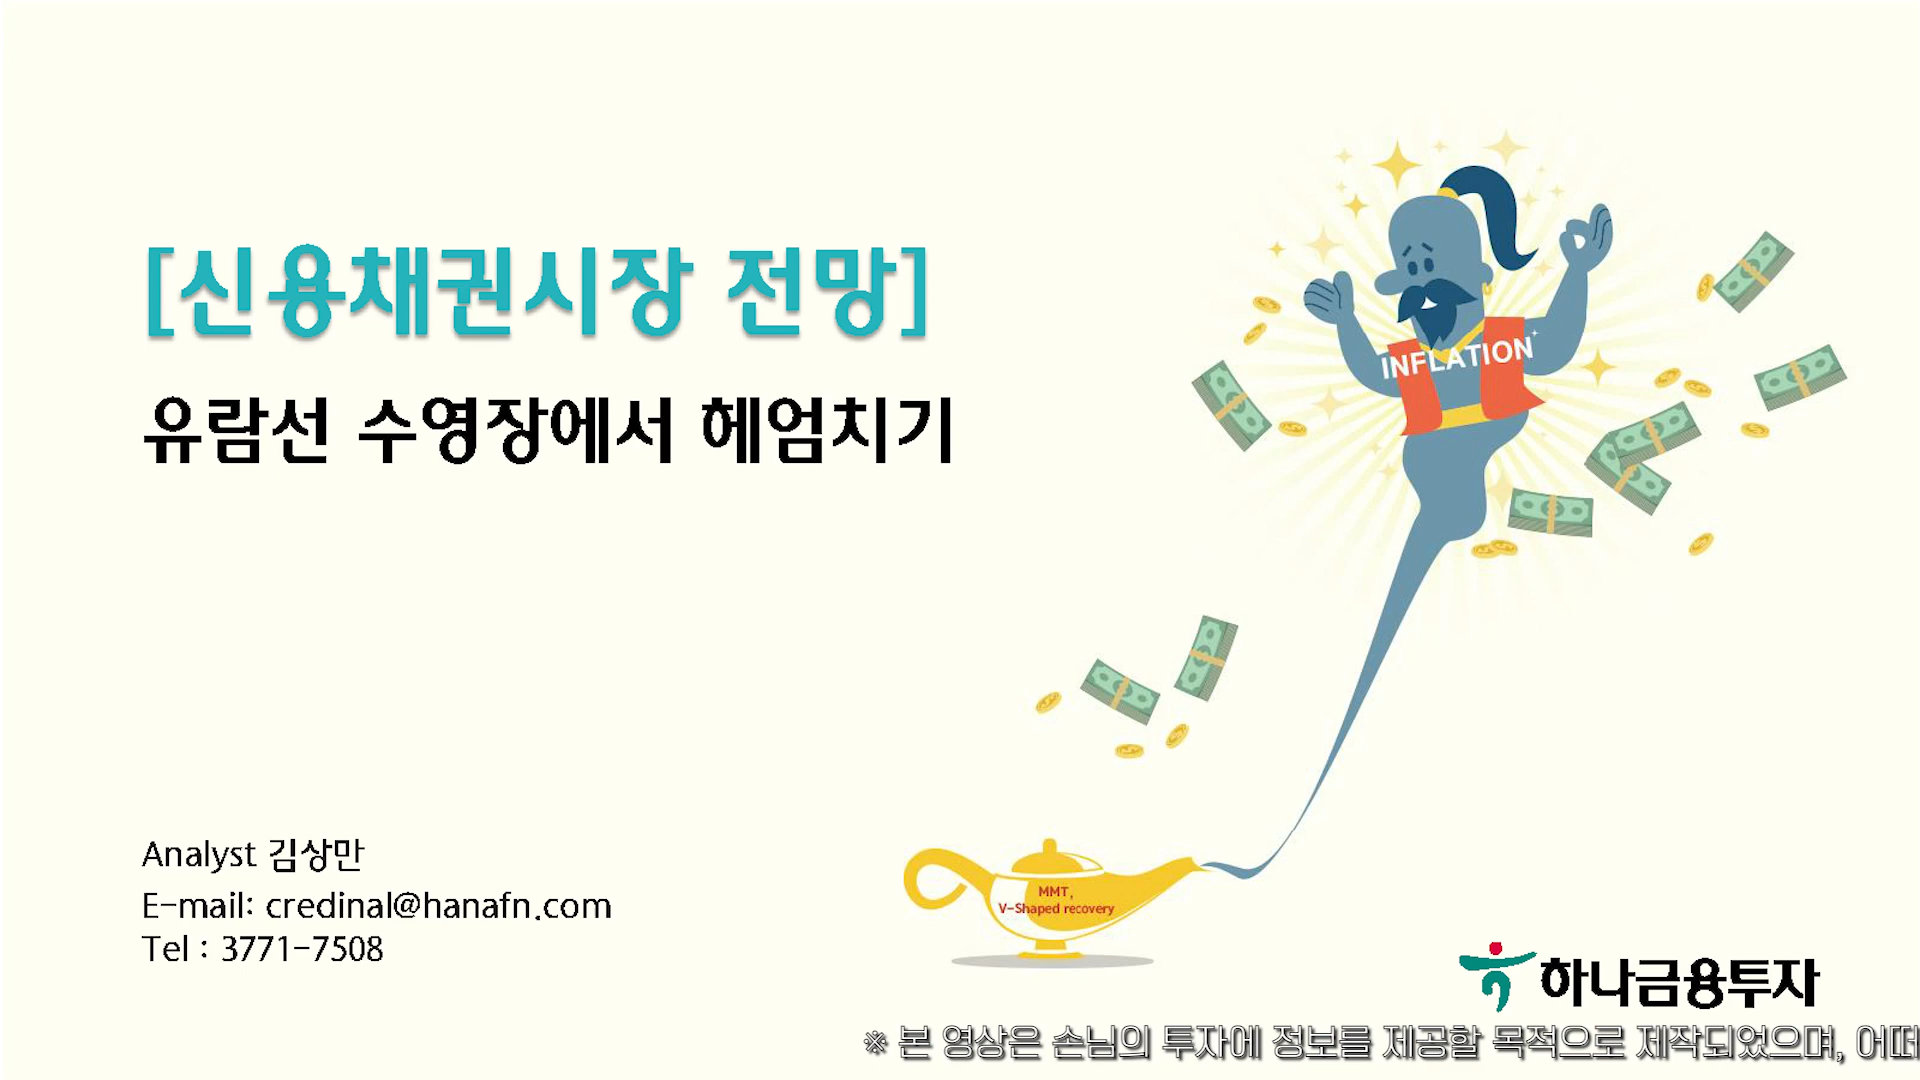 [신용채권시장 전망]
유람선 수영장에서 헤엄치기
INFLATION
MMT,
V-Shaped recovery
Analyst 김상만
E-mail: credinal@hanafn.com
Tel : 3771-7508
하나금융투자
※ 본 영상은 손님의 투자에 정보를 제공할 목적으로 제작되었으며, 어떠